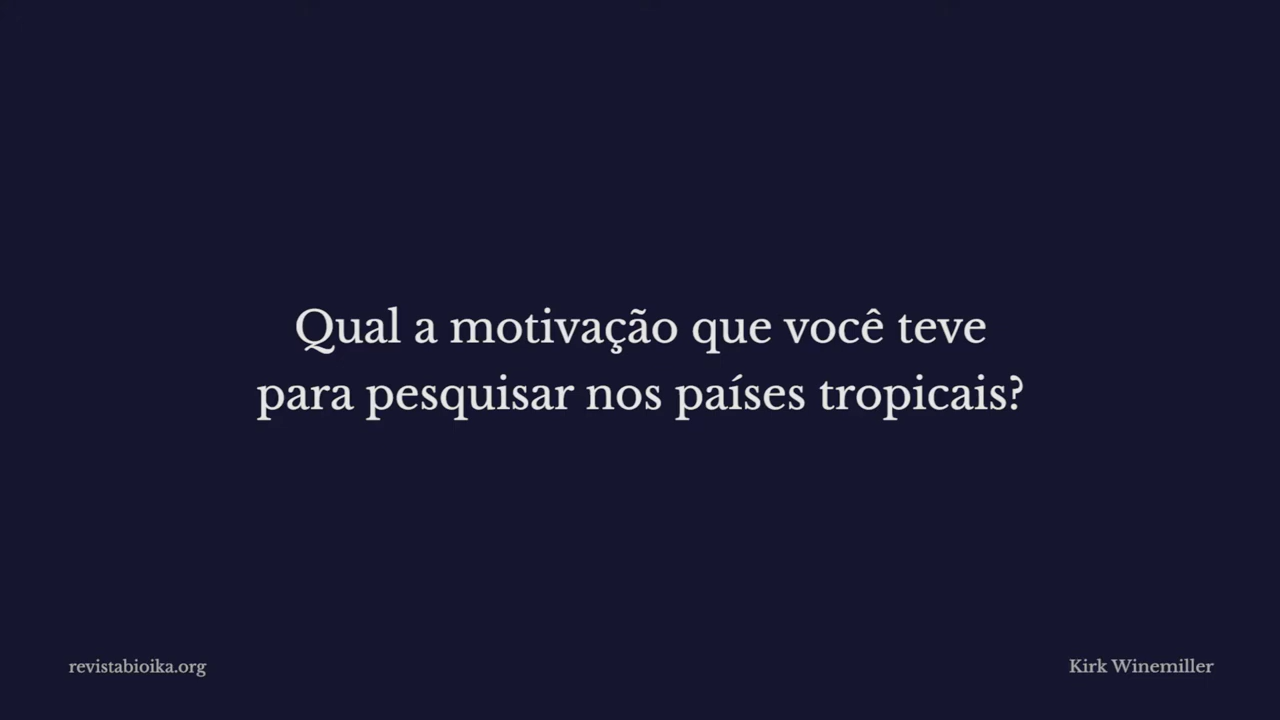 Qual a motivação que você teve
para pesquisar nos países tropicais?
revistabioika.org
Kirk Winemiller